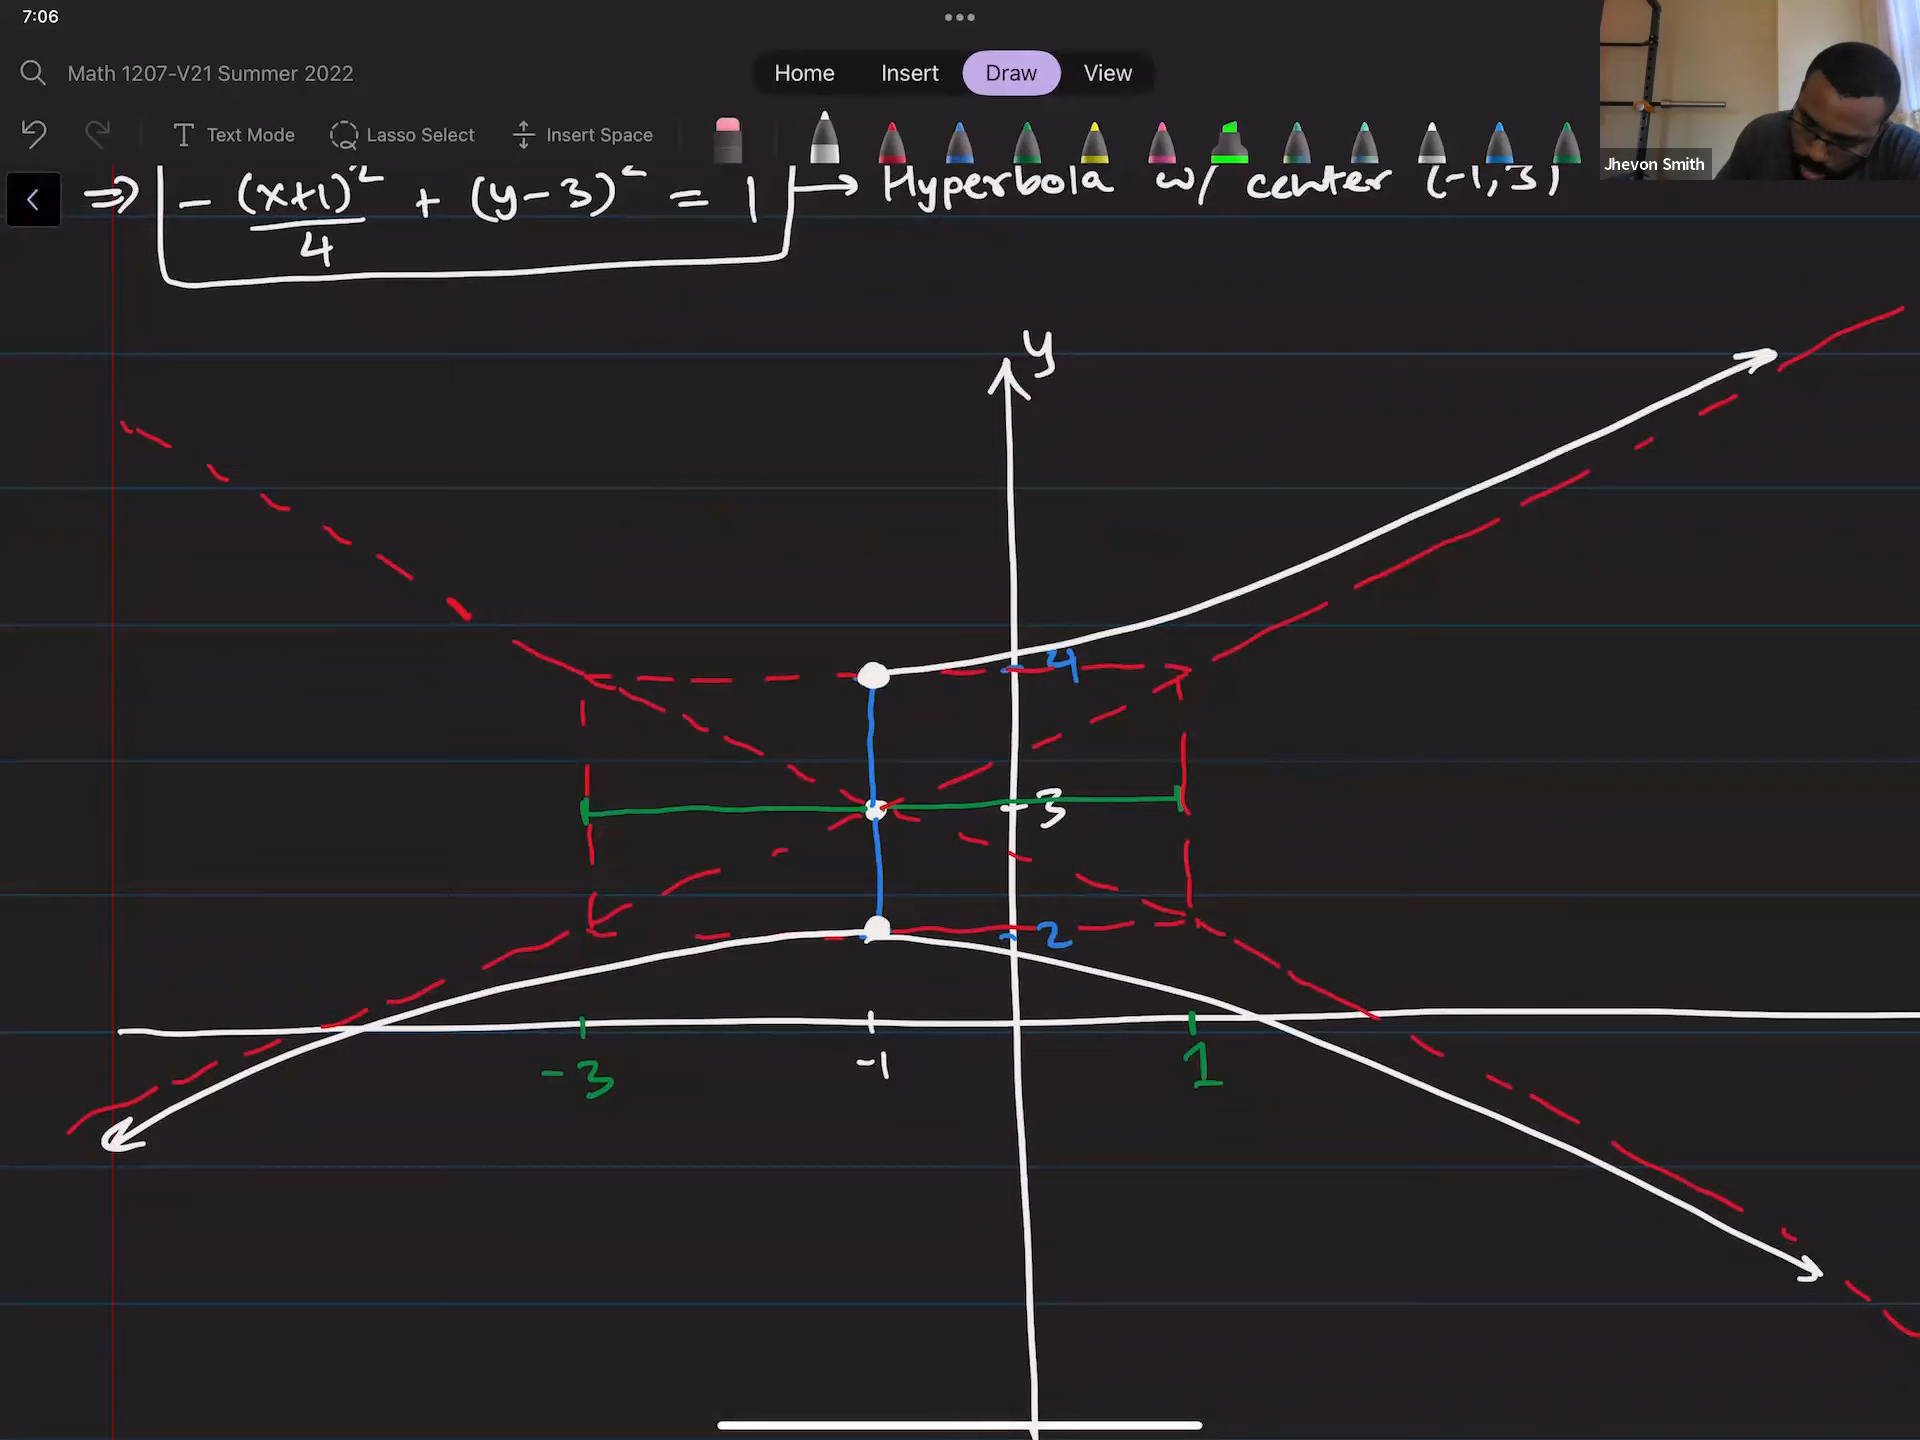 7:06
Math 1207-V21 Summer 2022
Home Insert Draw View
Text Mode Lasso Select Insert Space
Jhevon Smith
⇒ - (x+1)²/4 + (y-3)² = 1 → Hyperbola w/ center (-1,3)
y
4
3
2
-3 -1 1